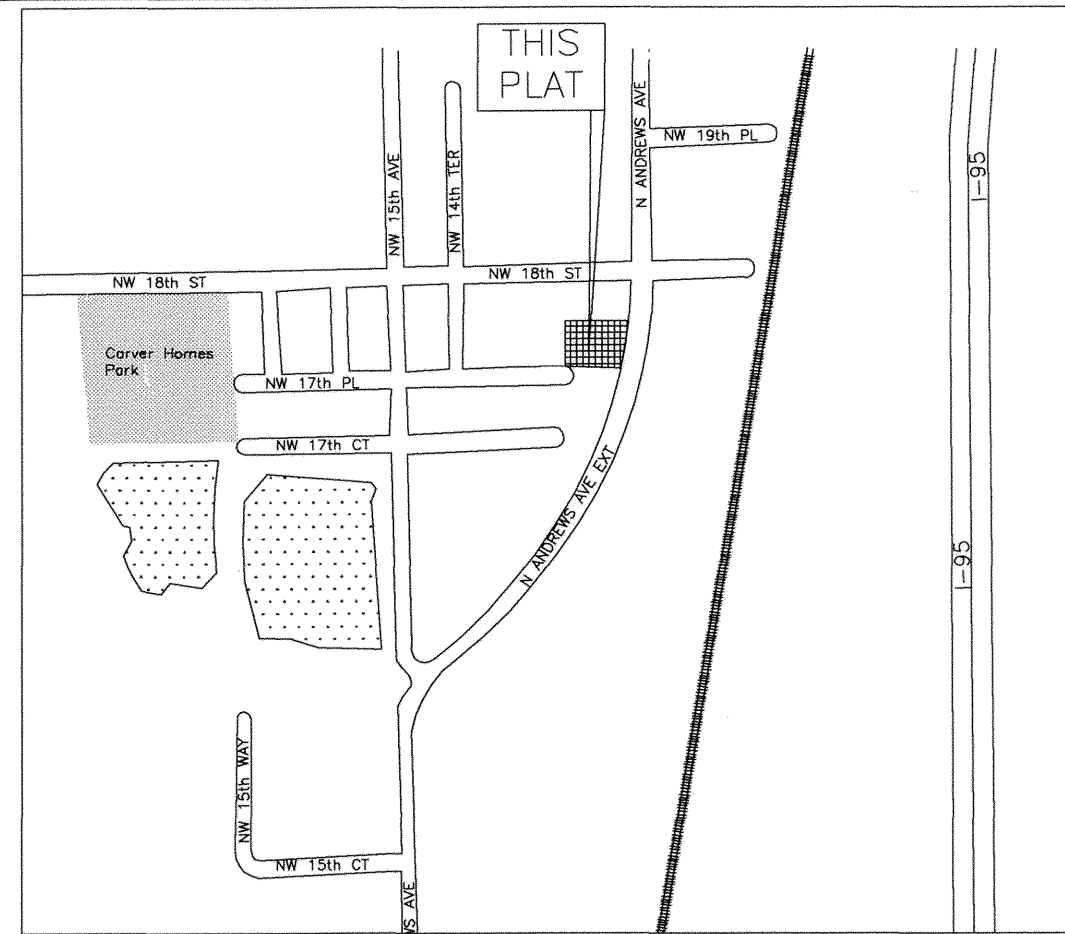 THIS
PLAT
N ANDREWS AVE
NW 19th PL
NW 15th AVE
NW 14th TER
I-95
NW 18th ST
NW 18th ST
Carver Homes
Park
NW 17th PL
NW 17th CT
N ANDREWS AVE EXT
I-95
NW 15th WAY
NW 15th CT
WS AVE